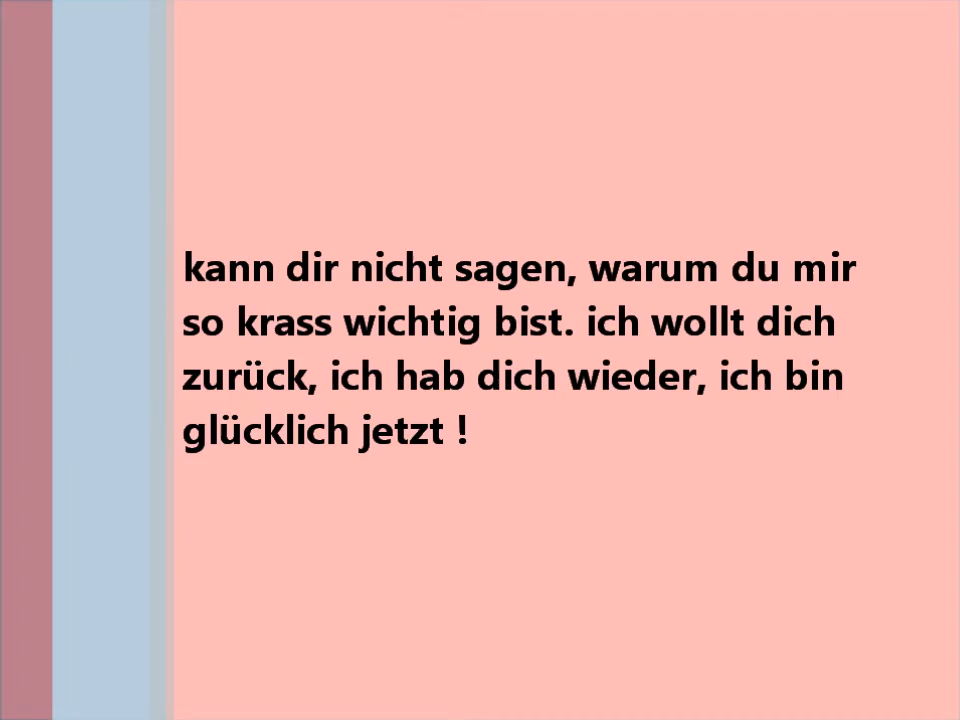 kann dir nicht sagen, warum du mir
so krass wichtig bist. ich wollt dich
zurück, ich hab dich wieder, ich bin
glücklich jetzt !